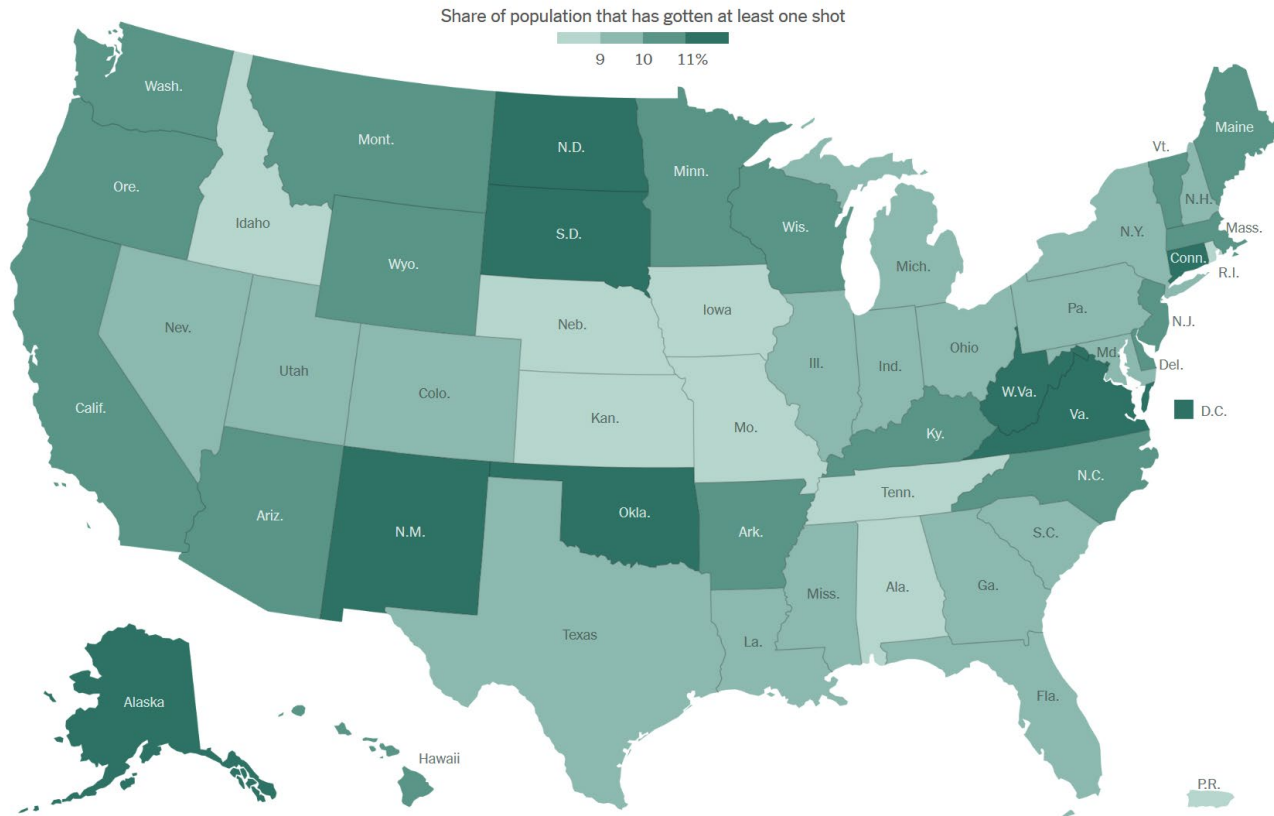 Share of population that has gotten at least one shot
9 10 11%
Wash.
Mont.
N.D.
Minn.
Vt.
Maine
Ore.
Idaho
S.D.
Wis.
Mich.
N.Y.
N.H.
Mass.
Wyo.
Conn.
R.I.
Nev.
Utah
Colo.
Neb.
Iowa
Ill.
Ind.
Ohio
Pa.
N.J.
Md.
Del.
Calif.
Kan.
Mo.
Ky.
W.Va.
Va.
D.C.
Ariz.
N.M.
Okla.
Ark.
Tenn.
N.C.
S.C.
Texas
La.
Miss.
Ala.
Ga.
Fla.
Alaska
Hawaii
P.R.